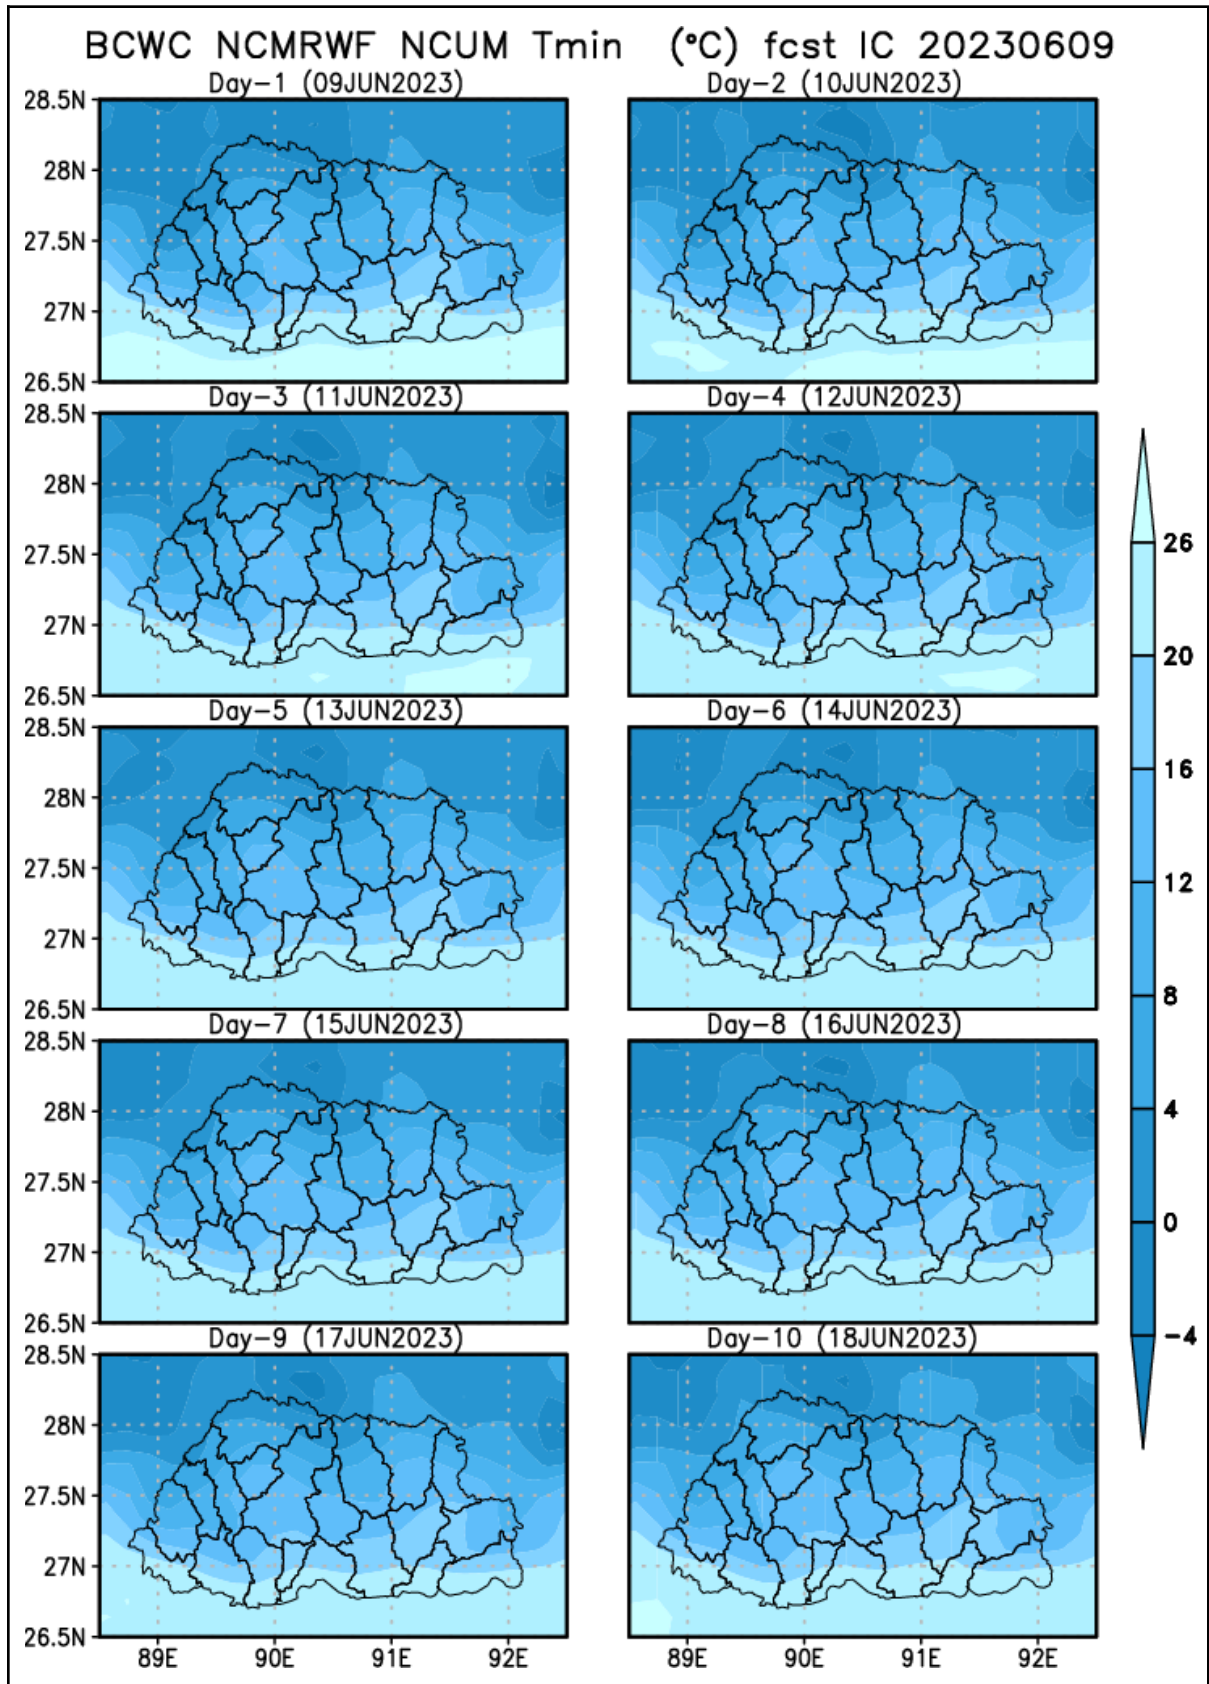 BCWC NCMRWF NCUM Tmin (°C) fcst IC 20230609
Day-1 (09JUN2023) Day-2 (10JUN2023)
28.5N
28N
27.5N
27N
26.5N
Day-3 (11JUN2023) Day-4 (12JUN2023)
28.5N
28N
27.5N
27N
26.5N
Day-5 (13JUN2023) Day-6 (14JUN2023)
28.5N
28N
27.5N
27N
26.5N
Day-7 (15JUN2023) Day-8 (16JUN2023)
28.5N
28N
27.5N
27N
26.5N
Day-9 (17JUN2023) Day-10 (18JUN2023)
28.5N
28N
27.5N
27N
26.5N
89E 90E 91E 92E 89E 90E 91E 92E
26
20
16
12
8
4
0
-4